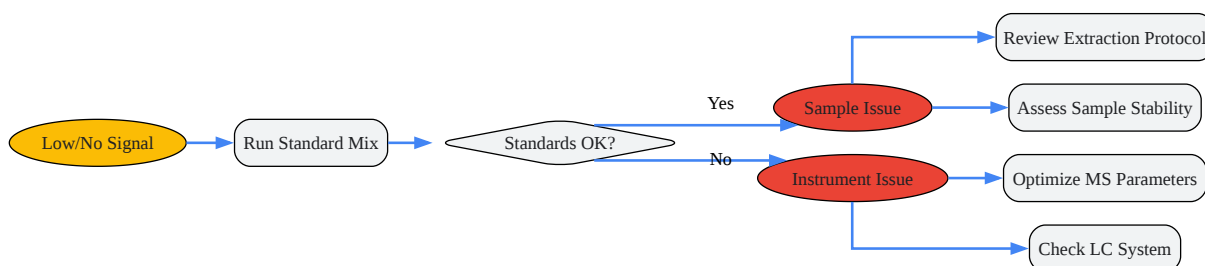 Low/No Signal
Run Standard Mix
Standards OK?
Yes
No
Sample Issue
Instrument Issue
Review Extraction Protocol
Assess Sample Stability
Optimize MS Parameters
Check LC System